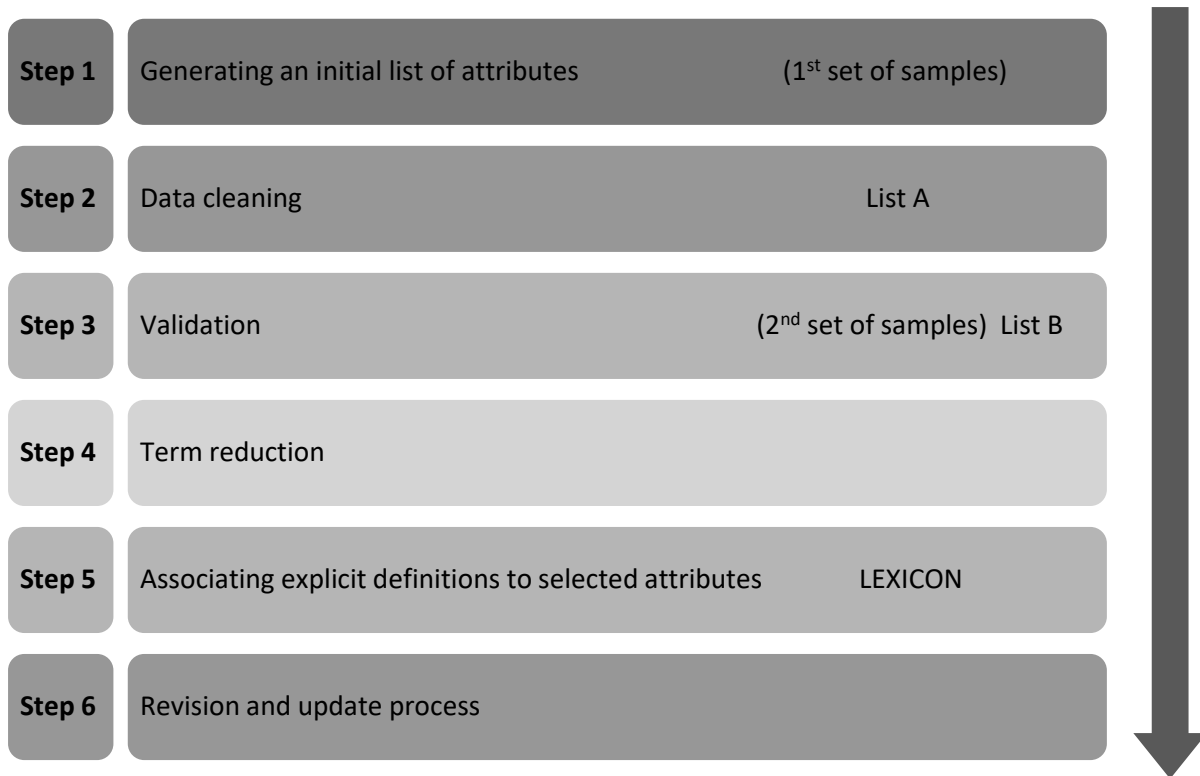 Step 1 Generating an initial list of attributes (1st set of samples)
Step 2 Data cleaning List A
Step 3 Validation (2nd set of samples) List B
Step 4 Term reduction
Step 5 Associating explicit definitions to selected attributes LEXICON
Step 6 Revision and update process